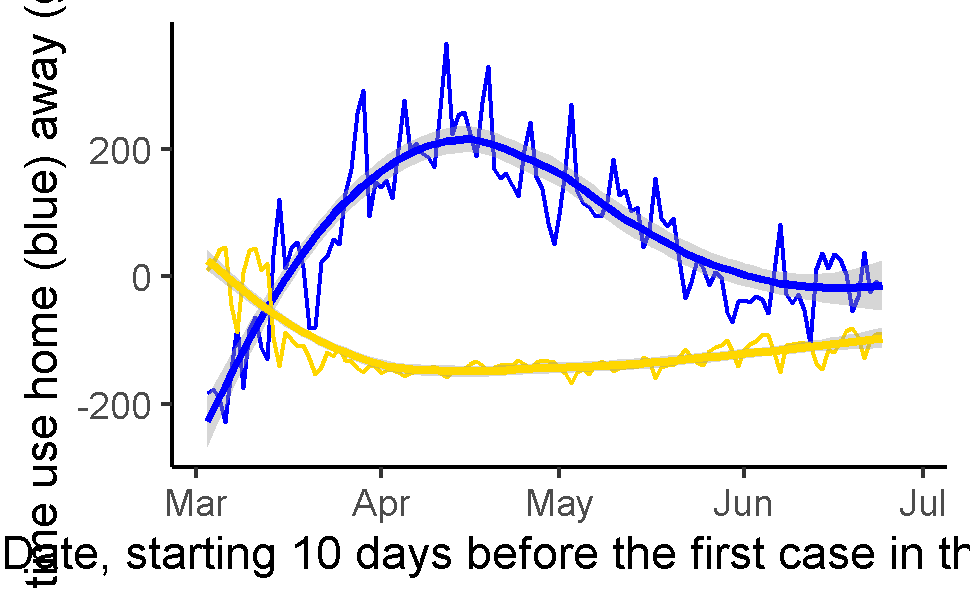 time use home (blue) away (
200
0
-200
Mar Apr May Jun Jul
Date, starting 10 days before the first case in th